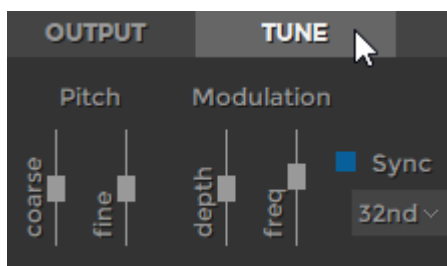 OUTPUT TUNE
Pitch Modulation
coarse fine depth freq
Sync
32nd